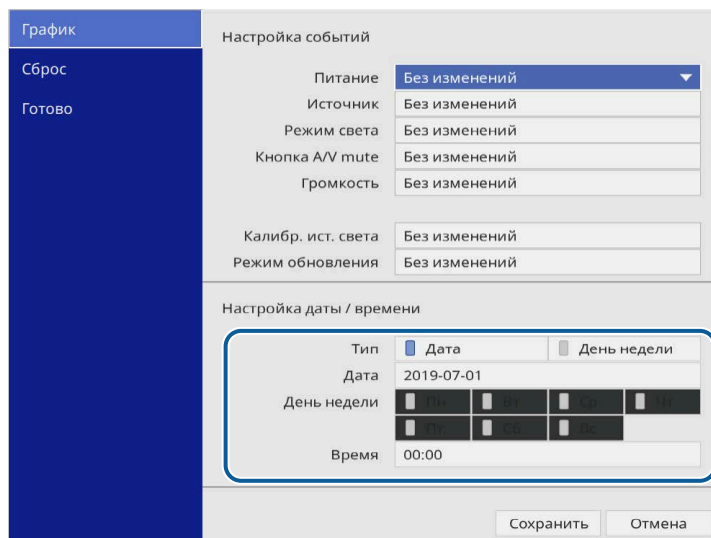 График
Сброс
Готово
Настройка событий
Питание Без изменений
Источник Без изменений
Режим света Без изменений
Кнопка A/V mute Без изменений
Громкость Без изменений
Калибр. ист. света Без изменений
Режим обновления Без изменений
Настройка даты / времени
Тип Дата День недели
Дата 2019-07-01
День недели Пн Вт Ср Чт
Пт Сб Вс
Время 00:00
Сохранить Отмена